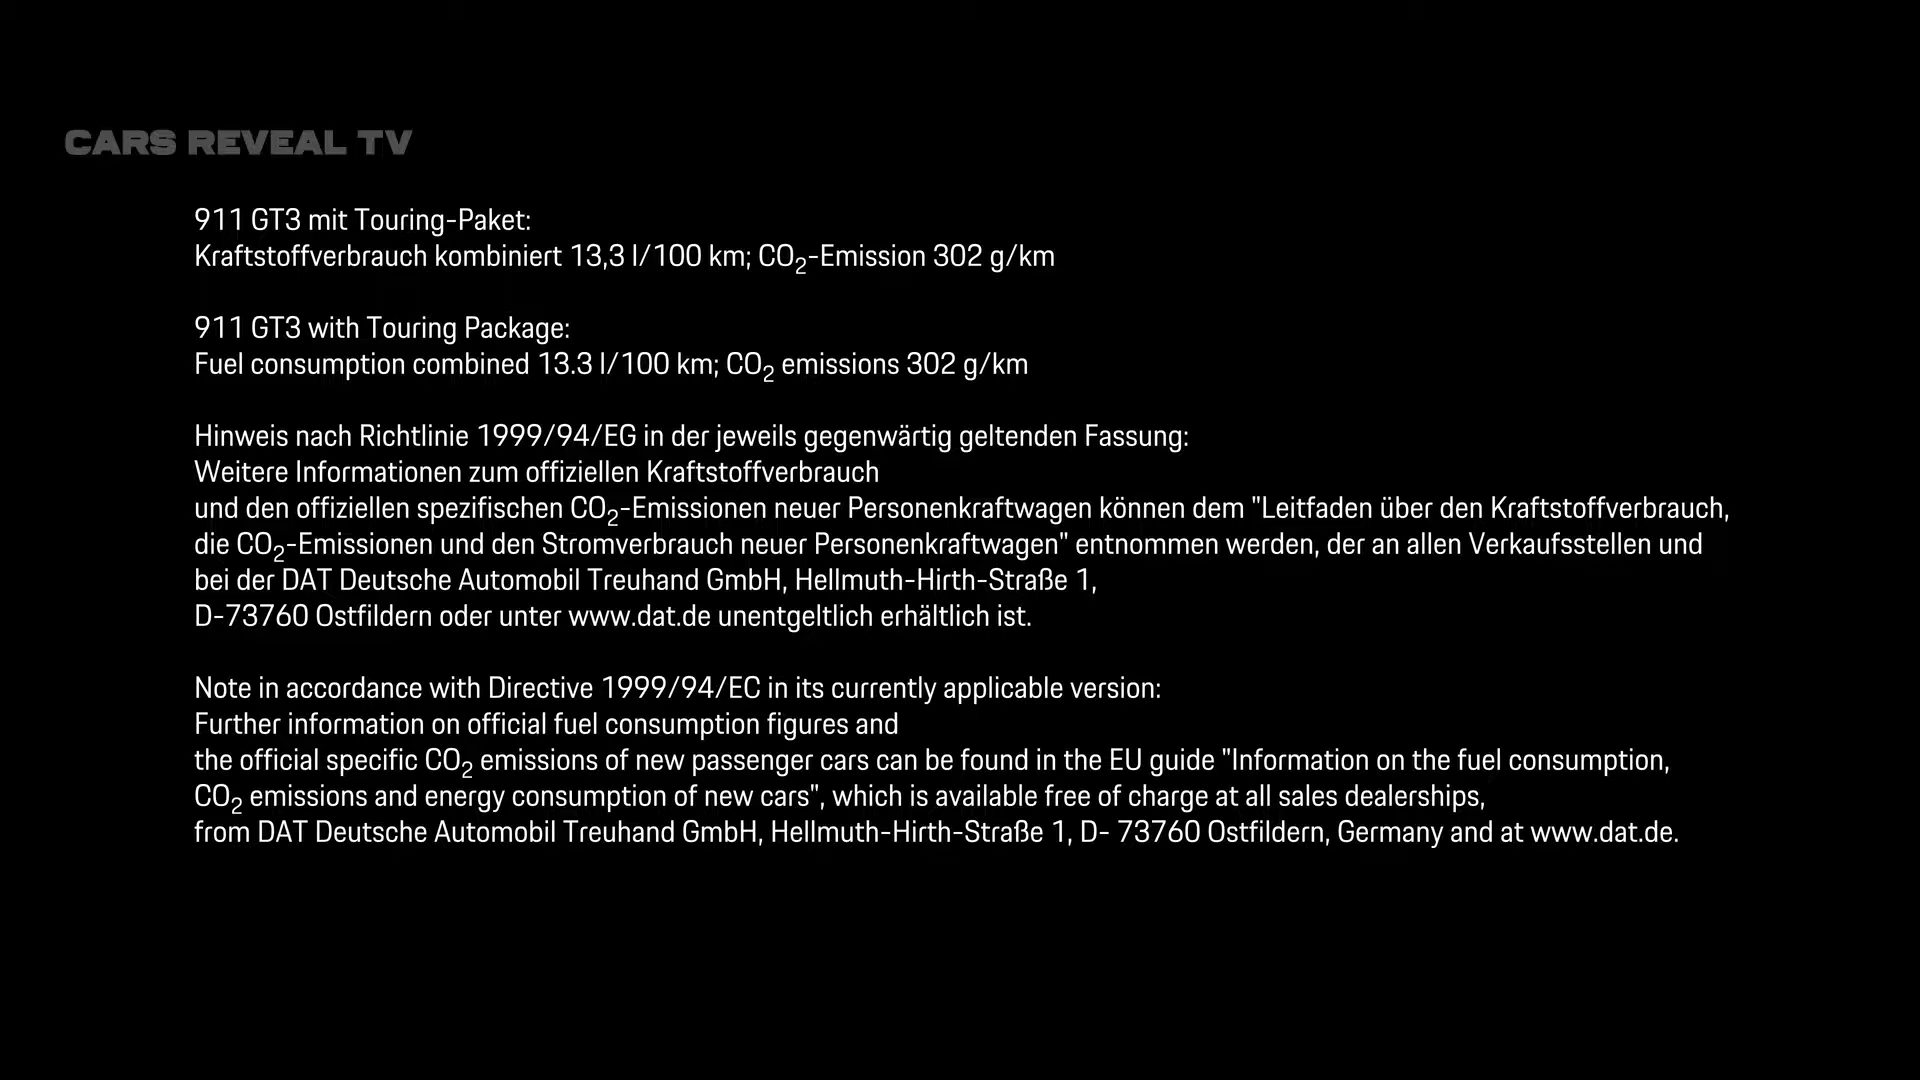 CARS REVEAL TV
911 GT3 mit Touring-Paket:
Kraftstoffverbrauch kombiniert 13,3 l/100 km; CO₂-Emission 302 g/km
911 GT3 with Touring Package:
Fuel consumption combined 13.3 l/100 km; CO₂ emissions 302 g/km
Hinweis nach Richtlinie 1999/94/EG in der jeweils gegenwärtig geltenden Fassung:
Weitere Informationen zum offiziellen Kraftstoffverbrauch
und den offiziellen spezifischen CO₂-Emissionen neuer Personenkraftwagen können dem "Leitfaden über den Kraftstoffverbrauch,
die CO₂-Emissionen und den Stromverbrauch neuer Personenkraftwagen" entnommen werden, der an allen Verkaufsstellen und
bei der DAT Deutsche Automobil Treuhand GmbH, Hellmuth-Hirth-Straße 1,
D-73760 Ostfildern oder unter www.dat.de unentgeltlich erhältlich ist.
Note in accordance with Directive 1999/94/EC in its currently applicable version:
Further information on official fuel consumption figures and
the official specific CO₂ emissions of new passenger cars can be found in the EU guide "Information on the fuel consumption,
CO₂ emissions and energy consumption of new cars", which is available free of charge at all sales dealerships,
from DAT Deutsche Automobil Treuhand GmbH, Hellmuth-Hirth-Straße 1, D- 73760 Ostfildern, Germany and at www.dat.de.